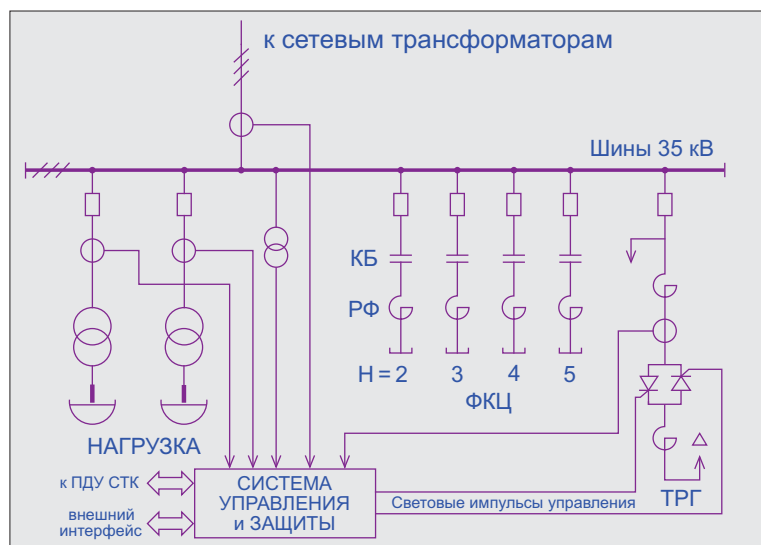 к сетевым трансформаторам
Шины 35 кВ
КБ
РФ
Н = 2
3
4
5
ФКЦ
НАГРУЗКА
к ПДУ СТК
внешний
интерфейс
СИСТЕМА
УПРАВЛЕНИЯ
и ЗАЩИТЫ
Световые импульсы управления
ТРГ